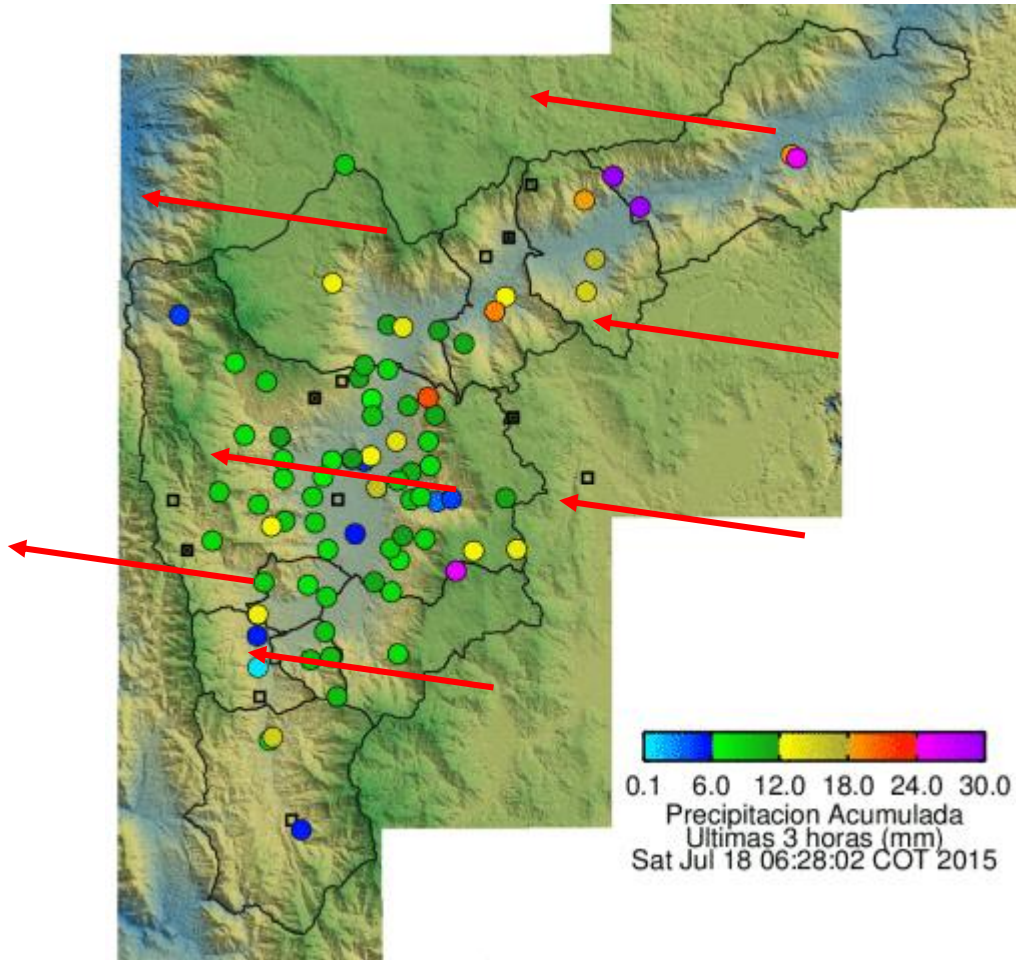 0.1 6.0 12.0 18.0 24.0 30.0
Precipitacion Acumulada
Ultimas 3 horas (mm)
Sat Jul 18 06:28:02 COT 2015